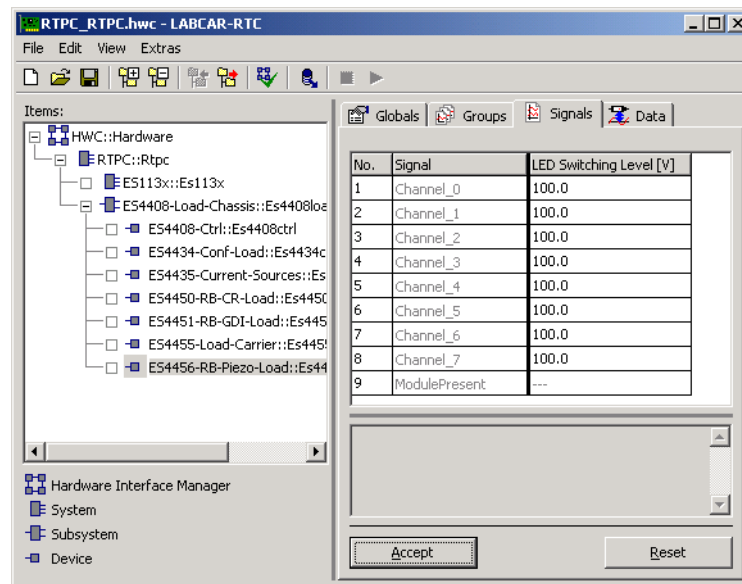 RTPC_RTPC.hwc - LABCAR-RTC
File Edit View Extras
Items:
HWC::Hardware
RTPC::Rtpc
ES113x::Es113x
ES4408-Load-Chassis::Es4408loa
ES4408-Ctrl::Es4408ctrl
ES4434-Conf-Load::Es4434c
ES4435-Current-Sources::Es
ES4450-RB-CR-Load::Es4450
ES4451-RB-GDI-Load::Es445
ES4455-Load-Carrier::Es4455
ES4456-RB-Piezo-Load::Es44
Hardware Interface Manager
System
Subsystem
Device
Globals Groups Signals Data
No. Signal LED Switching Level [V]
1 Channel_0 100.0
2 Channel_1 100.0
3 Channel_2 100.0
4 Channel_3 100.0
5 Channel_4 100.0
6 Channel_5 100.0
7 Channel_6 100.0
8 Channel_7 100.0
9 ModulePresent ---
Accept Reset